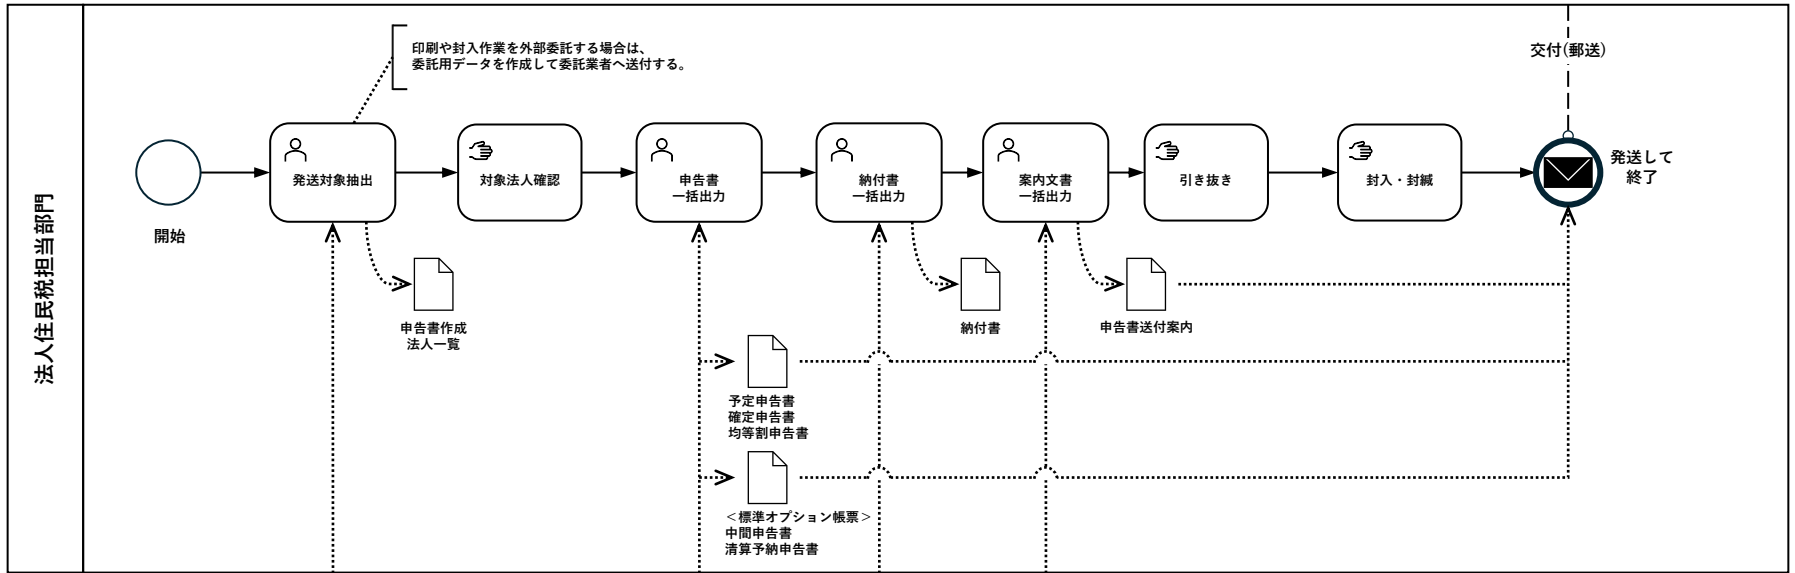 法人住民税担当部門
印刷や封入作業を外部委託する場合は、
委託用データを作成して委託業者へ送付する。
交付(郵送)
開始
発送対象抽出
対象法人確認
申告書
一括出力
納付書
一括出力
案内文書
一括出力
引き抜き
封入・封緘
発送して
終了
申告書作成
法人一覧
納付書
申告書送付案内
予定申告書
確定申告書
均等割申告書
＜標準オプション帳票＞
中間申告書
清算予納申告書